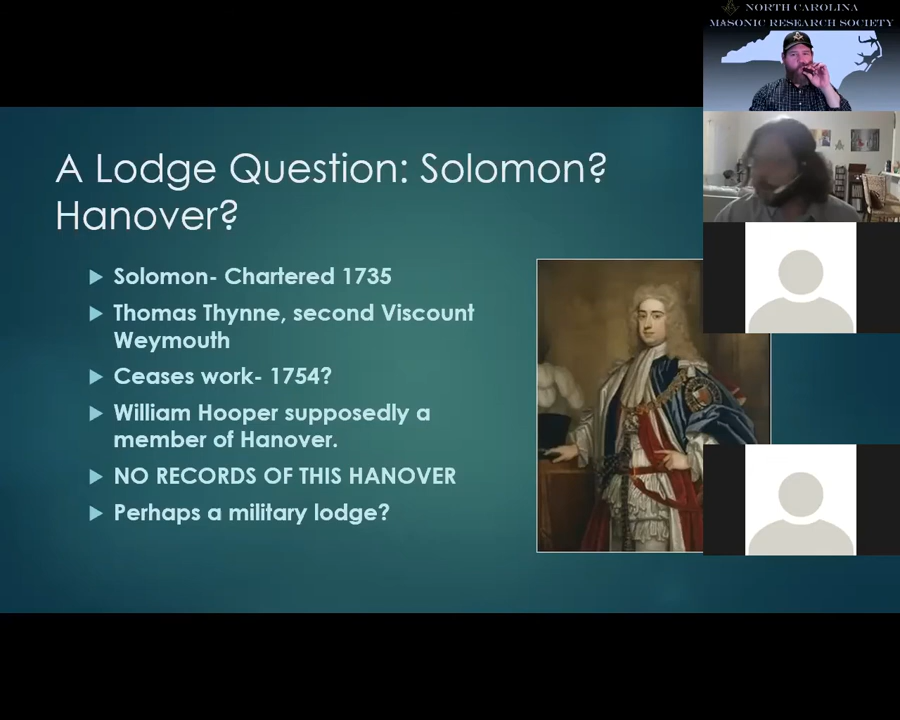 NORTH CAROLINA
MASONIC RESEARCH SOCIETY
A Lodge Question: Solomon?
Hanover?
Solomon- Chartered 1735
Thomas Thynne, second Viscount
Weymouth
Ceases work- 1754?
William Hooper supposedly a
member of Hanover.
NO RECORDS OF THIS HANOVER
Perhaps a military lodge?